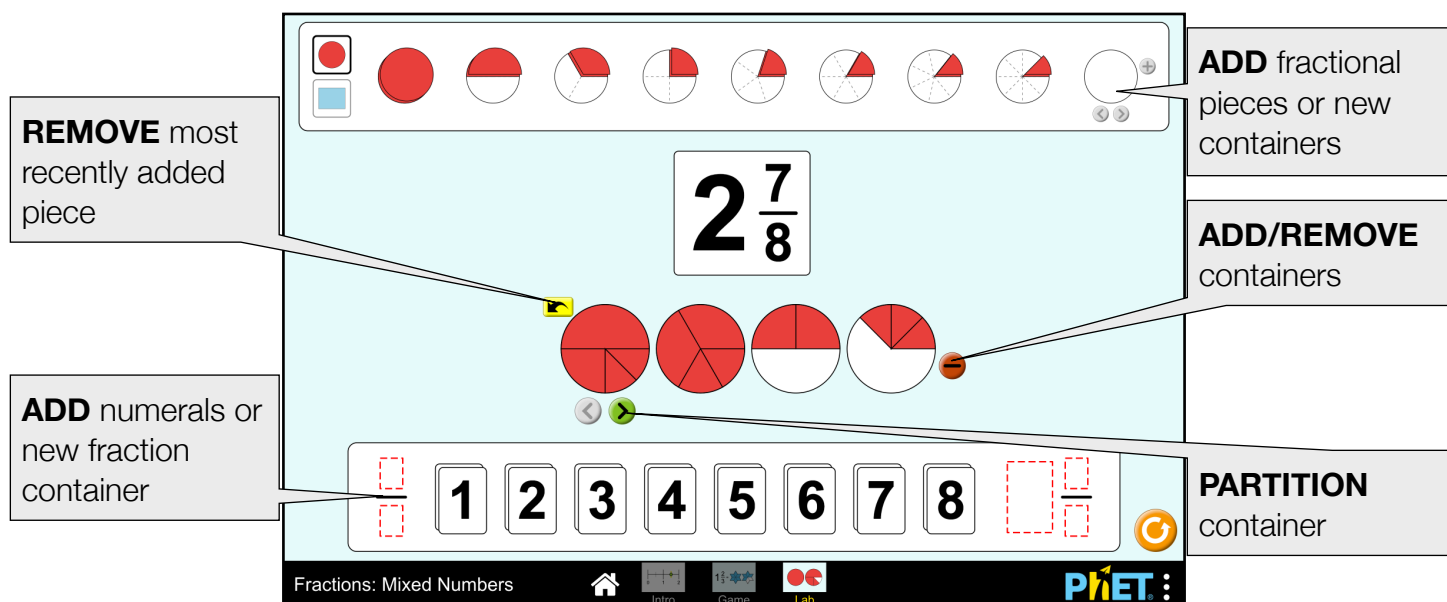 REMOVE most
recently added
piece
ADD numerals or
new fraction
container
ADD fractional
pieces or new
containers
ADD/REMOVE
containers
PARTITION
container
2 7/8
1 2 3 4 5 6 7 8
Fractions: Mixed Numbers
Intro
Game
Lab
PhET